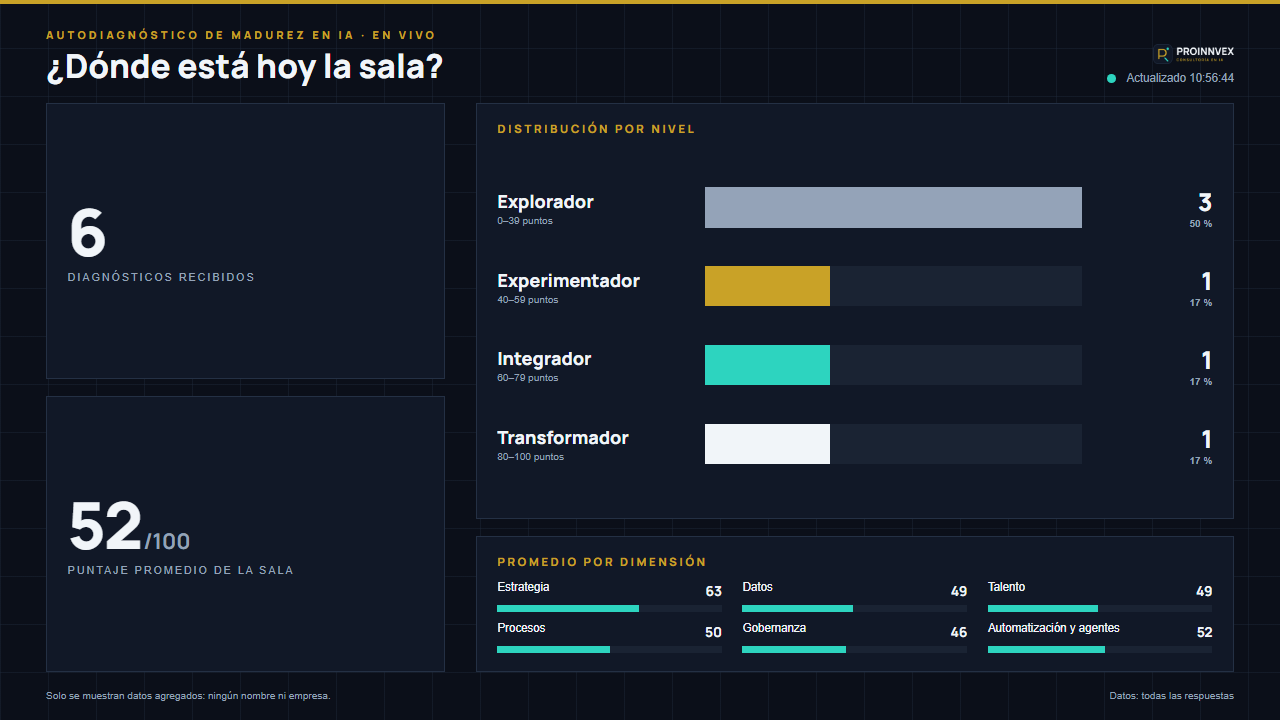 AUTODIAGNÓSTICO DE MADUREZ EN IA · EN VIVO
¿Dónde está hoy la sala?
PROINNVEX
CONSULTORÍA EN IA
Actualizado 10:56:44
6
DIAGNÓSTICOS RECIBIDOS
52/100
PUNTAJE PROMEDIO DE LA SALA
DISTRIBUCIÓN POR NIVEL
Explorador
0–39 puntos
3
50 %
Experimentador
40–59 puntos
1
17 %
Integrador
60–79 puntos
1
17 %
Transformador
80–100 puntos
1
17 %
PROMEDIO POR DIMENSIÓN
Estrategia 63
Datos 49
Talento 49
Procesos 50
Gobernanza 46
Automatización y agentes 52
Solo se muestran datos agregados: ningún nombre ni empresa.
Datos: todas las respuestas